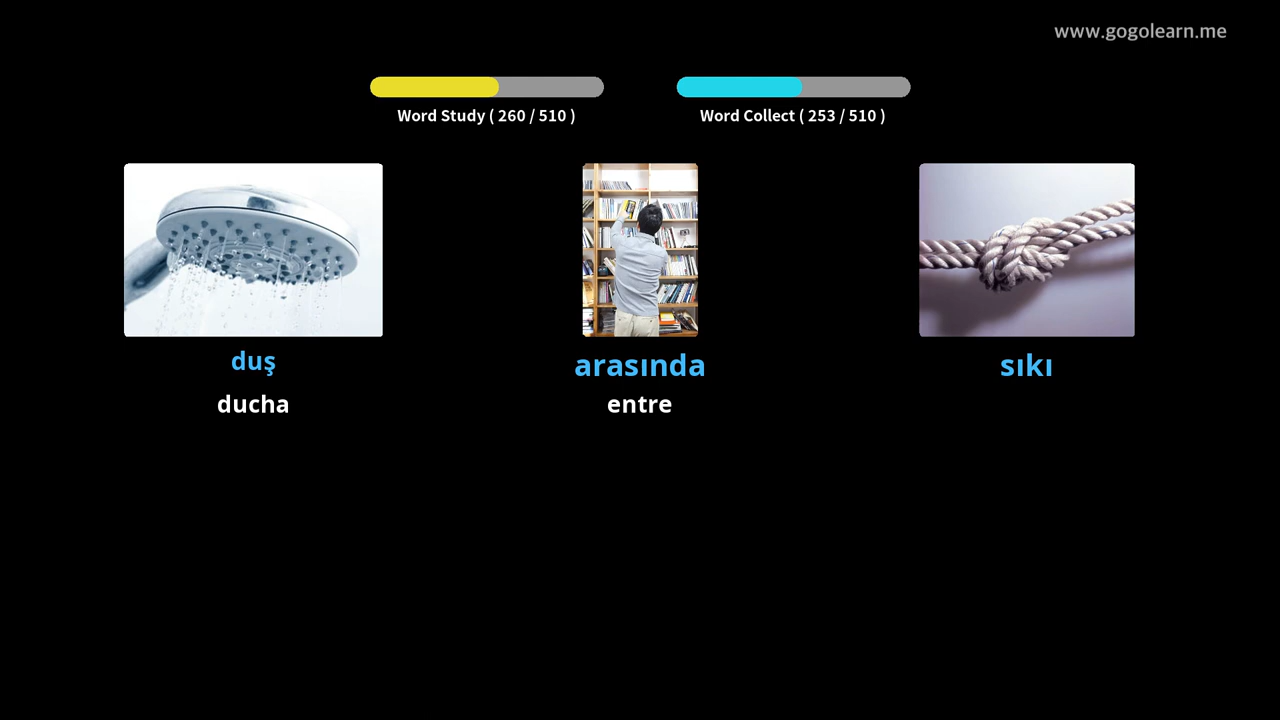 www.gogolearn.me
Word Study ( 260 / 510 )
Word Collect ( 253 / 510 )
duş
arasında
sıkı
ducha
entre